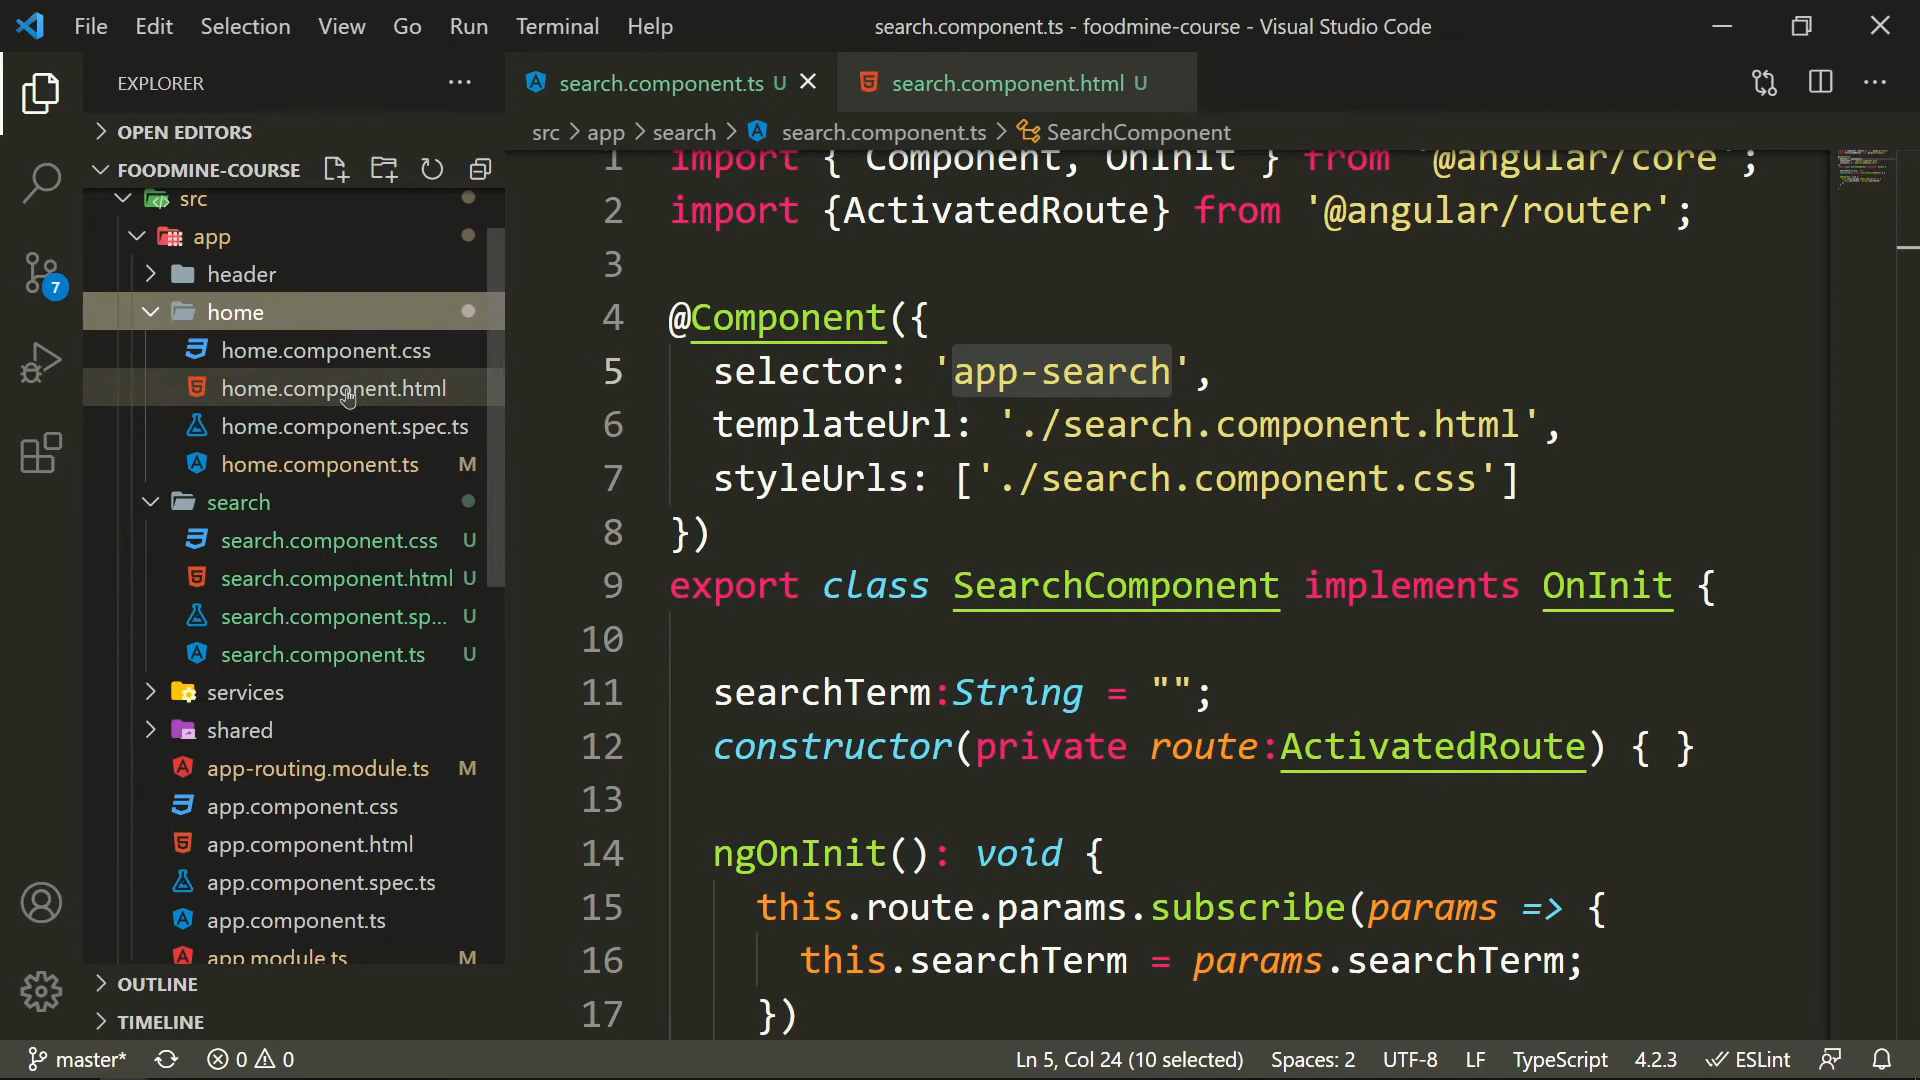 File Edit Selection View Go Run Terminal Help
search.component.ts - foodmine-course - Visual Studio Code
EXPLORER
search.component.ts U
search.component.html U
OPEN EDITORS
FOODMINE-COURSE
src
app
header
home
home.component.css
home.component.html
home.component.spec.ts
home.component.ts M
search
search.component.css U
search.component.html U
search.component.sp... U
search.component.ts U
services
shared
app-routing.module.ts M
app.component.css
app.component.html
app.component.spec.ts
app.component.ts
app.module.ts M
OUTLINE
TIMELINE
7
src > app > search > search.component.ts > SearchComponent
1 import { Component, OnInit } from '@angular/core';
2 import {ActivatedRoute} from '@angular/router';
3
4 @Component({
5 selector: 'app-search',
6 templateUrl: './search.component.html',
7 styleUrls: ['./search.component.css']
8 })
9 export class SearchComponent implements OnInit {
10
11 searchTerm:String = "";
12 constructor(private route:ActivatedRoute) { }
13
14 ngOnInit(): void {
15 this.route.params.subscribe(params => {
16 this.searchTerm = params.searchTerm;
17 })
master* 0 0 Ln 5, Col 24 (10 selected) Spaces: 2 UTF-8 LF TypeScript 4.2.3 ESLint